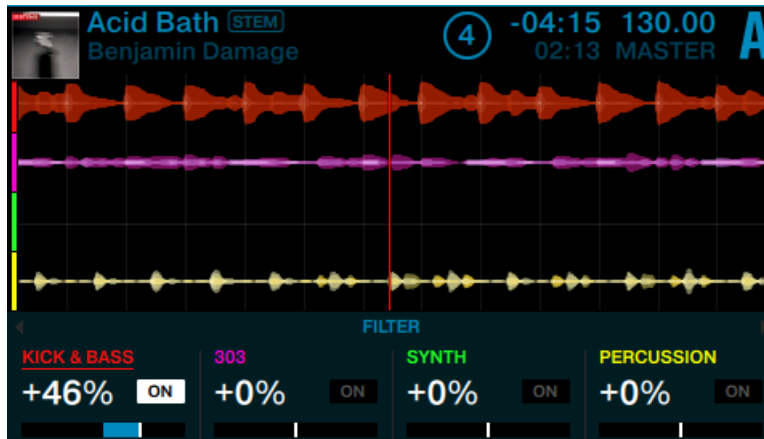 Acid Bath STEM
Benjamin Damage
4
-04:15 130.00
02:13 MASTER
A
FILTER
KICK & BASS
+46% ON
303
+0% ON
SYNTH
+0% ON
PERCUSSION
+0% ON